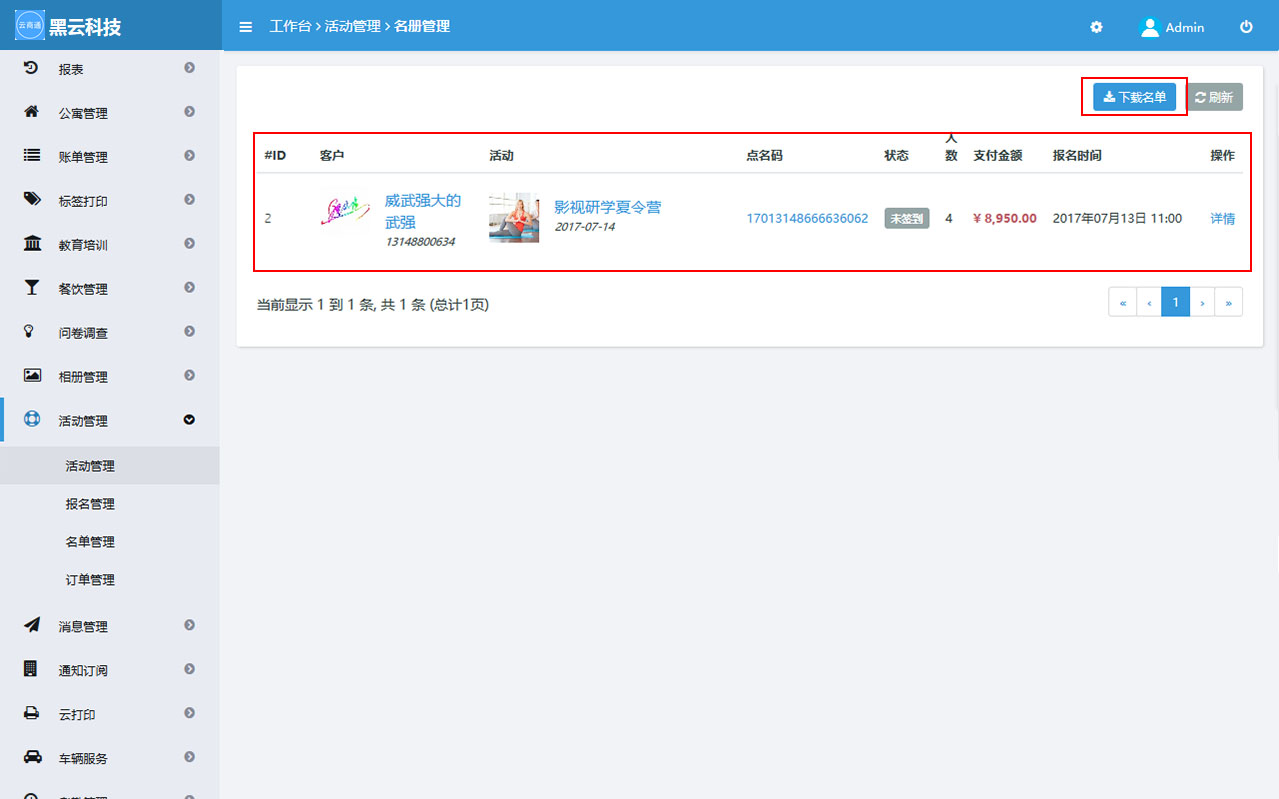 云商通 黑云科技
工作台 › 活动管理 › 名册管理
Admin
报表
公寓管理
账单管理
标签打印
教育培训
餐饮管理
问卷调查
相册管理
活动管理
活动管理
报名管理
名单管理
订单管理
消息管理
通知订阅
云打印
车辆服务
下载名单 刷新
#ID 客户 活动 点名码 状态 人数 支付金额 报名时间 操作
2 威武强大的武强 13148800634 影视研学夏令营 2017-07-14 17013148666636062 未签到 4 ¥ 8,950.00 2017年07月13日 11:00 详情
当前显示 1 到 1 条, 共 1 条 (总计1页)
« ‹ 1 › »